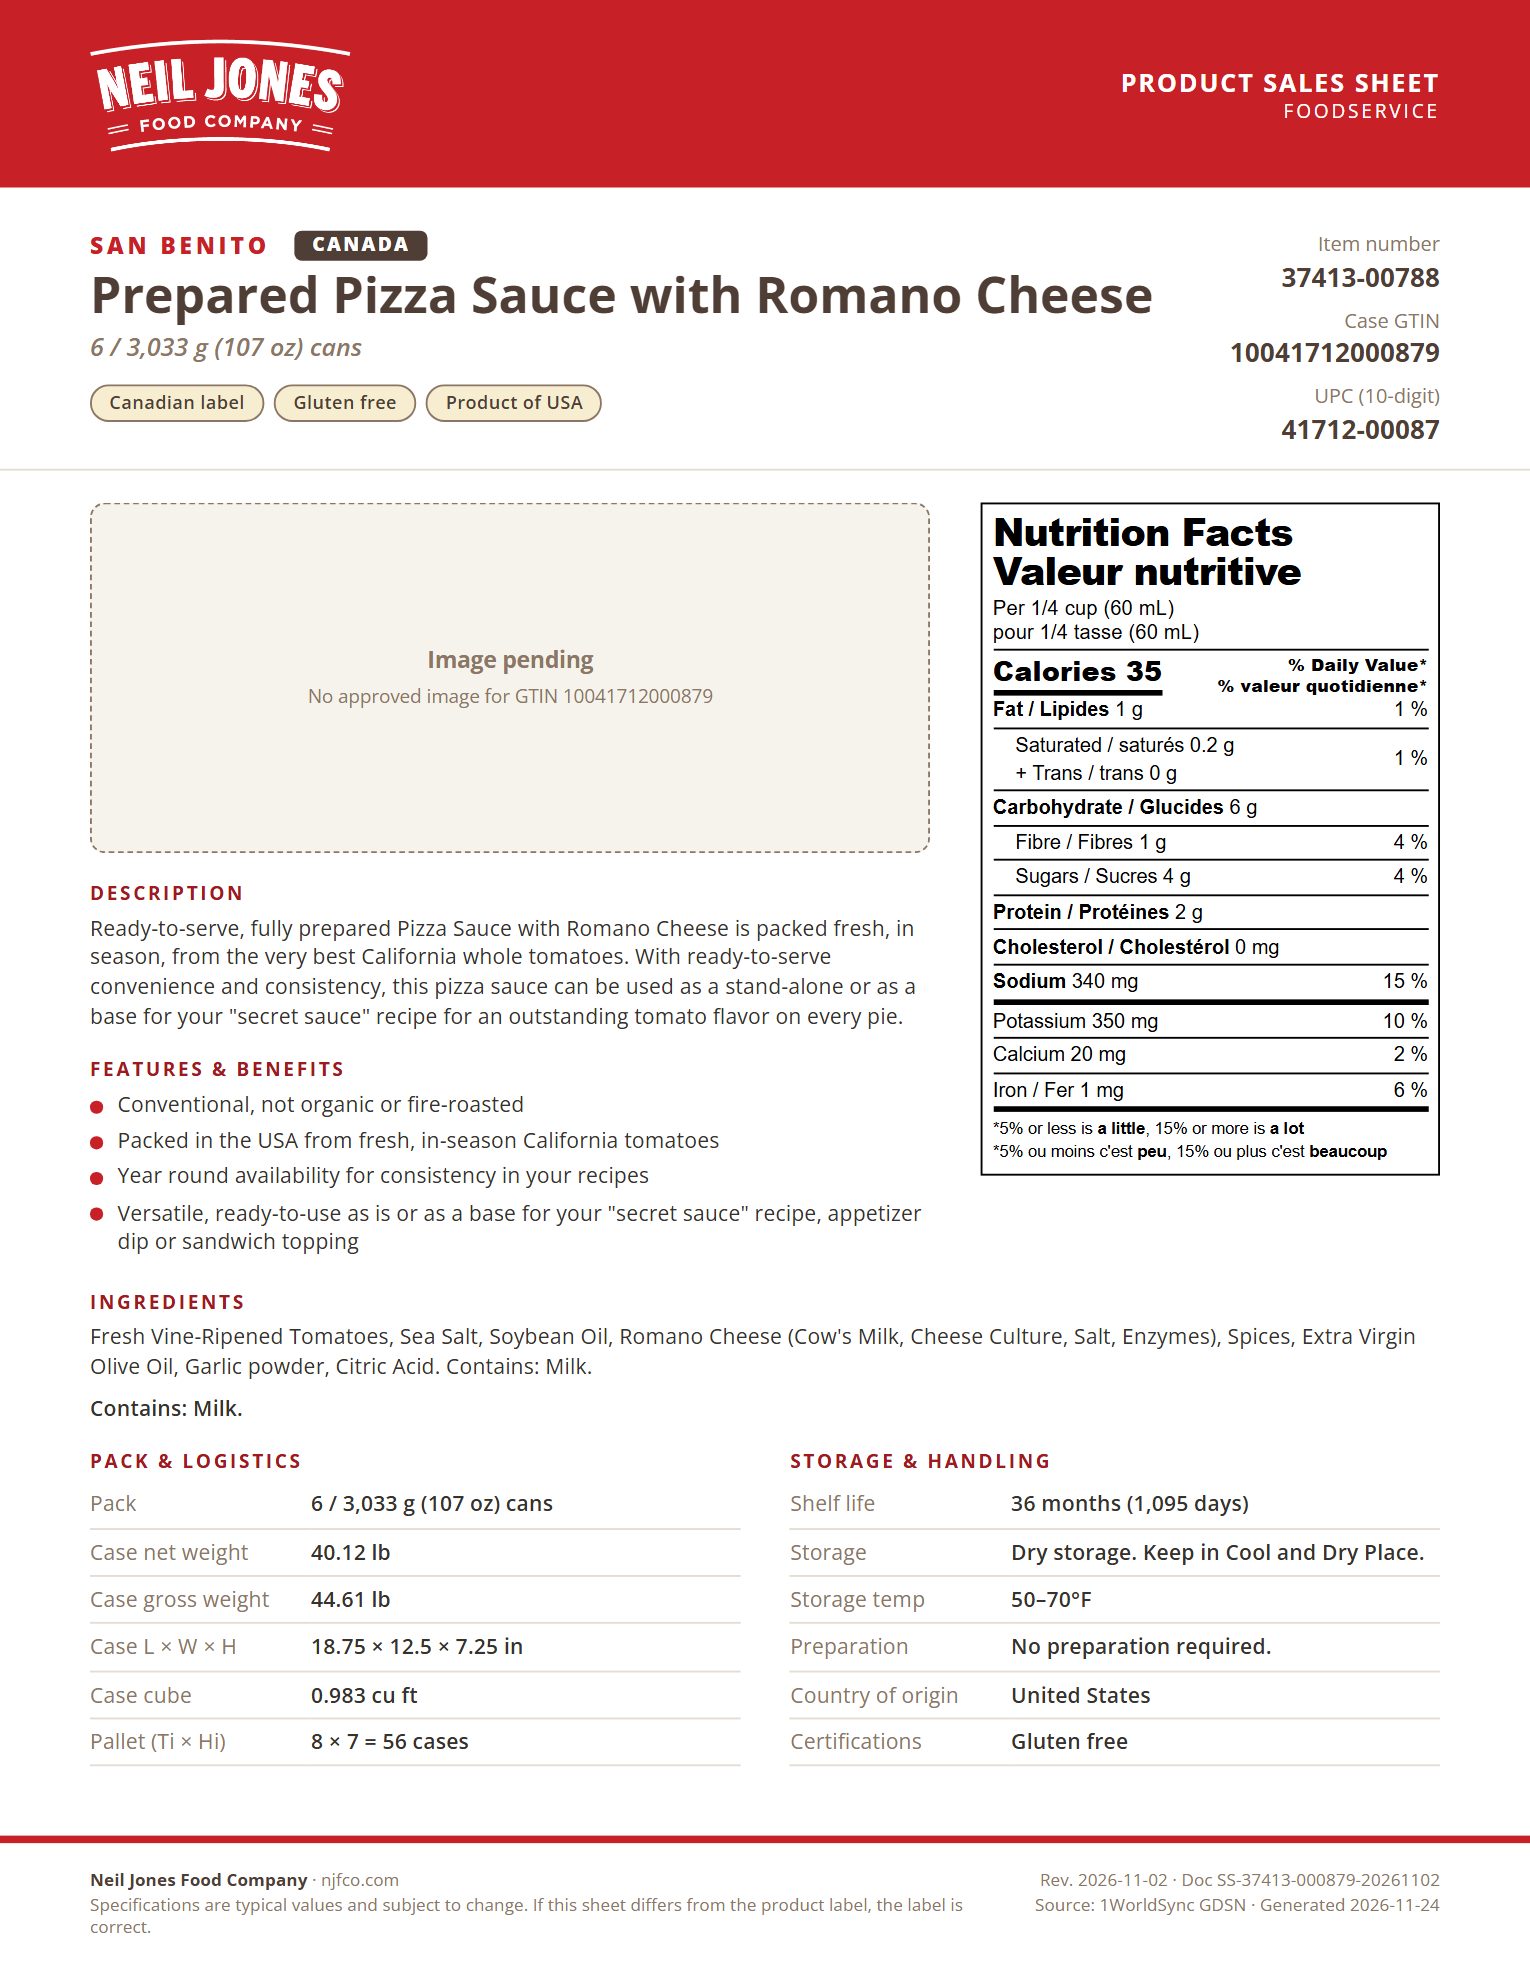 NEIL JONES
FOOD COMPANY
PRODUCT SALES SHEET
FOODSERVICE
SAN BENITO CANADA
Prepared Pizza Sauce with Romano Cheese
6 / 3,033 g (107 oz) cans
Canadian label Gluten free Product of USA
Item number
37413-00788
Case GTIN
10041712000879
UPC (10-digit)
41712-00087
Image pending
No approved image for GTIN 10041712000879
DESCRIPTION
Ready-to-serve, fully prepared Pizza Sauce with Romano Cheese is packed fresh, in
season, from the very best California whole tomatoes. With ready-to-serve
convenience and consistency, this pizza sauce can be used as a stand-alone or as a
base for your "secret sauce" recipe for an outstanding tomato flavor on every pie.
FEATURES & BENEFITS
Conventional, not organic or fire-roasted
Packed in the USA from fresh, in-season California tomatoes
Year round availability for consistency in your recipes
Versatile, ready-to-use as is or as a base for your "secret sauce" recipe, appetizer
dip or sandwich topping
Nutrition Facts
Valeur nutritive
Per 1/4 cup (60 mL)
pour 1/4 tasse (60 mL)
Calories 35 % Daily Value*
% valeur quotidienne*
Fat / Lipides 1 g 1 %
Saturated / saturés 0.2 g
+ Trans / trans 0 g 1 %
Carbohydrate / Glucides 6 g
Fibre / Fibres 1 g 4 %
Sugars / Sucres 4 g 4 %
Protein / Protéines 2 g
Cholesterol / Cholestérol 0 mg
Sodium 340 mg 15 %
Potassium 350 mg 10 %
Calcium 20 mg 2 %
Iron / Fer 1 mg 6 %
*5% or less is a little, 15% or more is a lot
*5% ou moins c'est peu, 15% ou plus c'est beaucoup
INGREDIENTS
Fresh Vine-Ripened Tomatoes, Sea Salt, Soybean Oil, Romano Cheese (Cow's Milk, Cheese Culture, Salt, Enzymes), Spices, Extra Virgin
Olive Oil, Garlic powder, Citric Acid. Contains: Milk.
Contains: Milk.
PACK & LOGISTICS
Pack 6 / 3,033 g (107 oz) cans
Case net weight 40.12 lb
Case gross weight 44.61 lb
Case L × W × H 18.75 × 12.5 × 7.25 in
Case cube 0.983 cu ft
Pallet (Ti × Hi) 8 × 7 = 56 cases
STORAGE & HANDLING
Shelf life 36 months (1,095 days)
Storage Dry storage. Keep in Cool and Dry Place.
Storage temp 50–70°F
Preparation No preparation required.
Country of origin United States
Certifications Gluten free
Neil Jones Food Company · njfco.com
Specifications are typical values and subject to change. If this sheet differs from the product label, the label is
correct.
Rev. 2026-11-02 · Doc SS-37413-000879-20261102
Source: 1WorldSync GDSN · Generated 2026-11-24